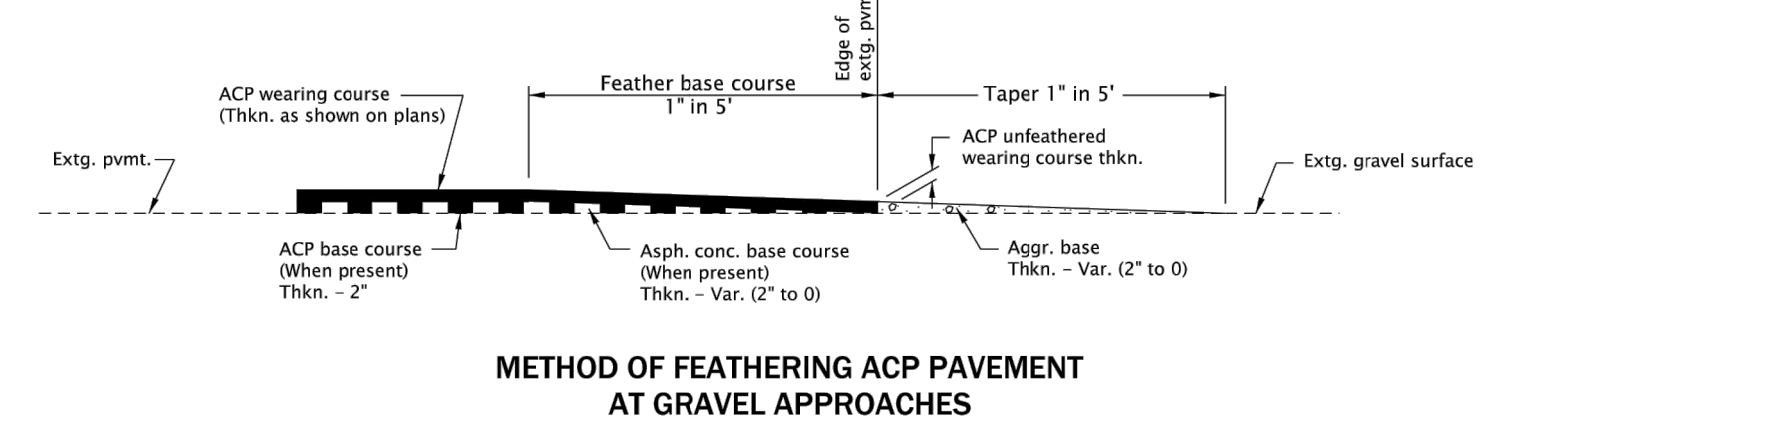 Edge of
extg. pvm
Feather base course
1" in 5'
Taper 1" in 5'
ACP wearing course
(Thkn. as shown on plans)
ACP unfeathered
wearing course thkn.
Extg. pvmt.
Extg. gravel surface
ACP base course
(When present)
Thkn. - 2"
Asph. conc. base course
(When present)
Thkn. - Var. (2" to 0)
Aggr. base
Thkn. - Var. (2" to 0)
METHOD OF FEATHERING ACP PAVEMENT
AT GRAVEL APPROACHES